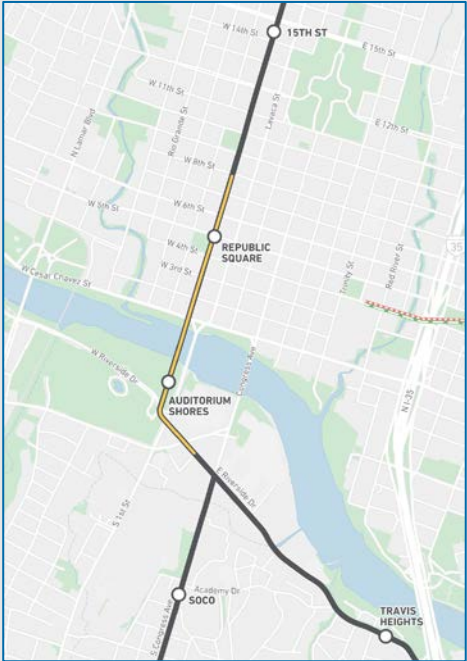 W 14th St
15TH ST
E 15th St
W 11th St
Lavaca St
Rio Grande St
N Lamar Blvd
E 12th St
W 8th St
W 6th St
W 5th St
REPUBLIC
SQUARE
W 4th St
W 3rd St
Trinity St
Red River St
35
W Cesar Chavez St
W Riverside Dr
Congress Ave
AUDITORIUM
SHORES
N I-35
S 1st St
E Riverside Dr
Academy Dr
SOCO
S Congress Ave
TRAVIS
HEIGHTS